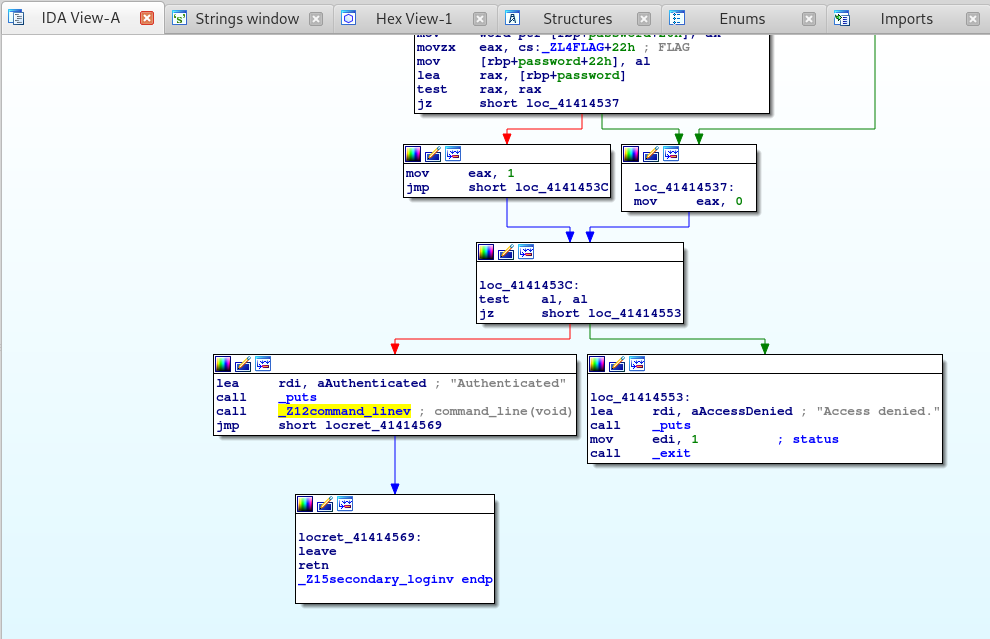 IDA View-A Strings window Hex View-1 Structures Enums Imports
mov word ptr [rbp+password+20h], ax
movzx eax, cs:_ZL4FLAG+22h ; FLAG
mov [rbp+password+22h], al
lea rax, [rbp+password]
test rax, rax
jz short loc_41414537
mov eax, 1
jmp short loc_4141453C
loc_41414537:
mov eax, 0
loc_4141453C:
test al, al
jz short loc_41414553
lea rdi, aAuthenticated ; "Authenticated"
call _puts
call _Z12command_linev ; command_line(void)
jmp short locret_41414569
loc_41414553:
lea rdi, aAccessDenied ; "Access denied."
call _puts
mov edi, 1 ; status
call _exit
locret_41414569:
leave
retn
_Z15secondary_loginv endp